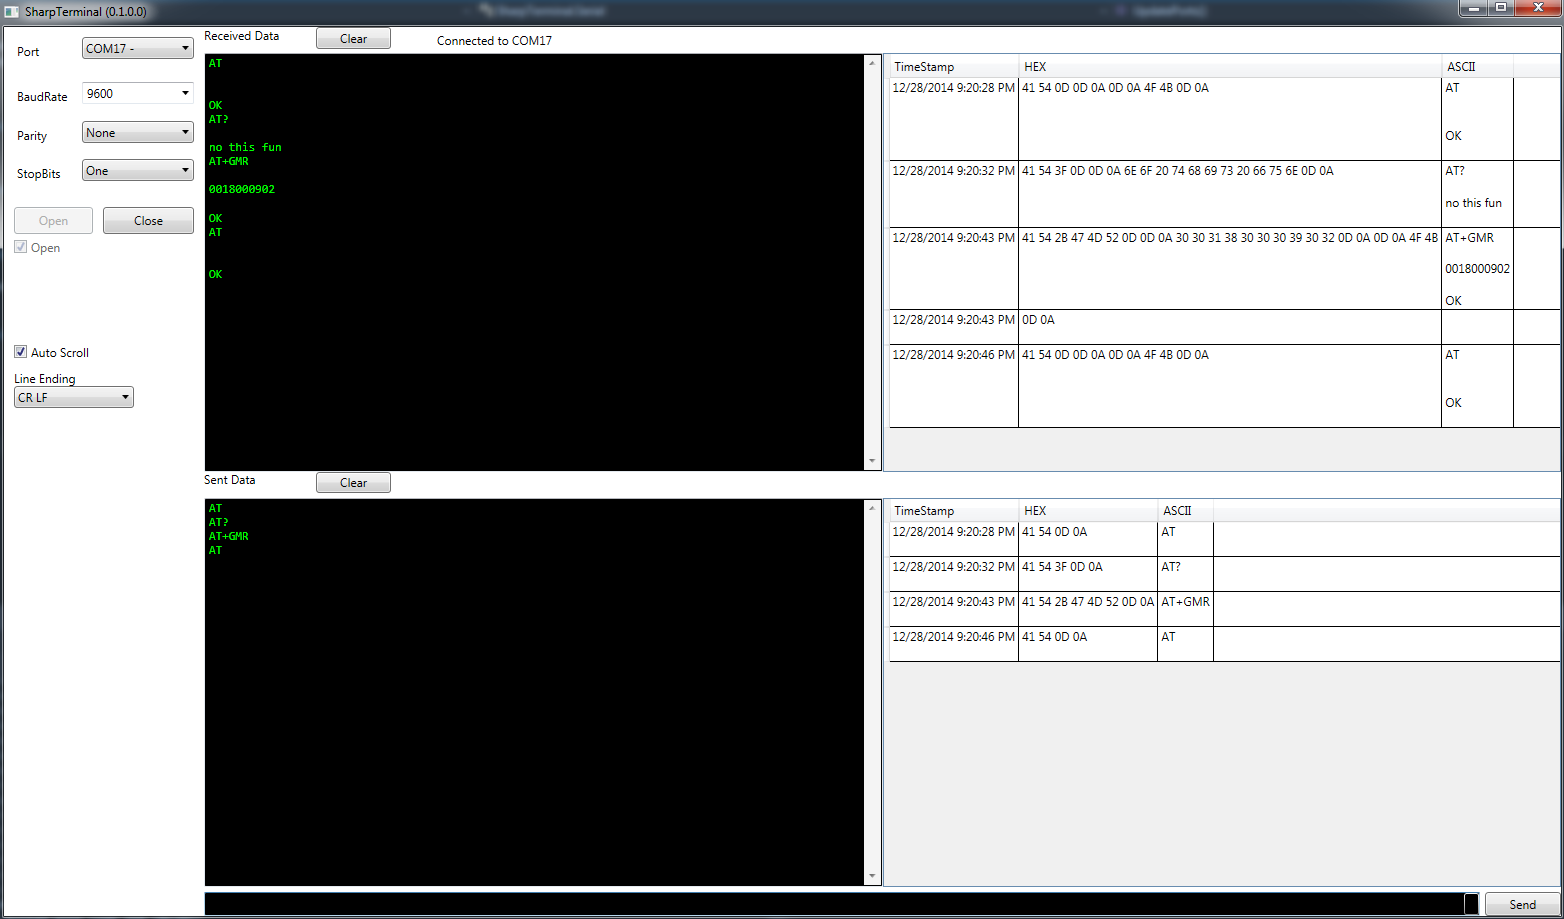 SharpTerminal (0.1.0.0)
Port
COM17 -
BaudRate
9600
Parity
None
StopBits
One
Open
Close
Open
Auto Scroll
Line Ending
CR LF
Received Data
Clear
Connected to COM17
AT
OK
AT?
no this fun
AT+GMR
0018000902
OK
AT
OK
TimeStamp HEX ASCII
12/28/2014 9:20:28 PM 41 54 0D 0D 0A 0D 0A 4F 4B 0D 0A AT
OK
12/28/2014 9:20:32 PM 41 54 3F 0D 0D 0A 6E 6F 20 74 68 69 73 20 66 75 6E 0D 0A AT?
no this fun
12/28/2014 9:20:43 PM 41 54 2B 47 4D 52 0D 0D 0A 30 30 31 38 30 30 30 39 30 32 0D 0A 0D 0A 4F 4B AT+GMR
0018000902
OK
12/28/2014 9:20:43 PM 0D 0A
12/28/2014 9:20:46 PM 41 54 0D 0D 0A 0D 0A 4F 4B 0D 0A AT
OK
Sent Data
Clear
AT
AT?
AT+GMR
AT
TimeStamp HEX ASCII
12/28/2014 9:20:28 PM 41 54 0D 0A AT
12/28/2014 9:20:32 PM 41 54 3F 0D 0A AT?
12/28/2014 9:20:43 PM 41 54 2B 47 4D 52 0D 0A AT+GMR
12/28/2014 9:20:46 PM 41 54 0D 0A AT
Send